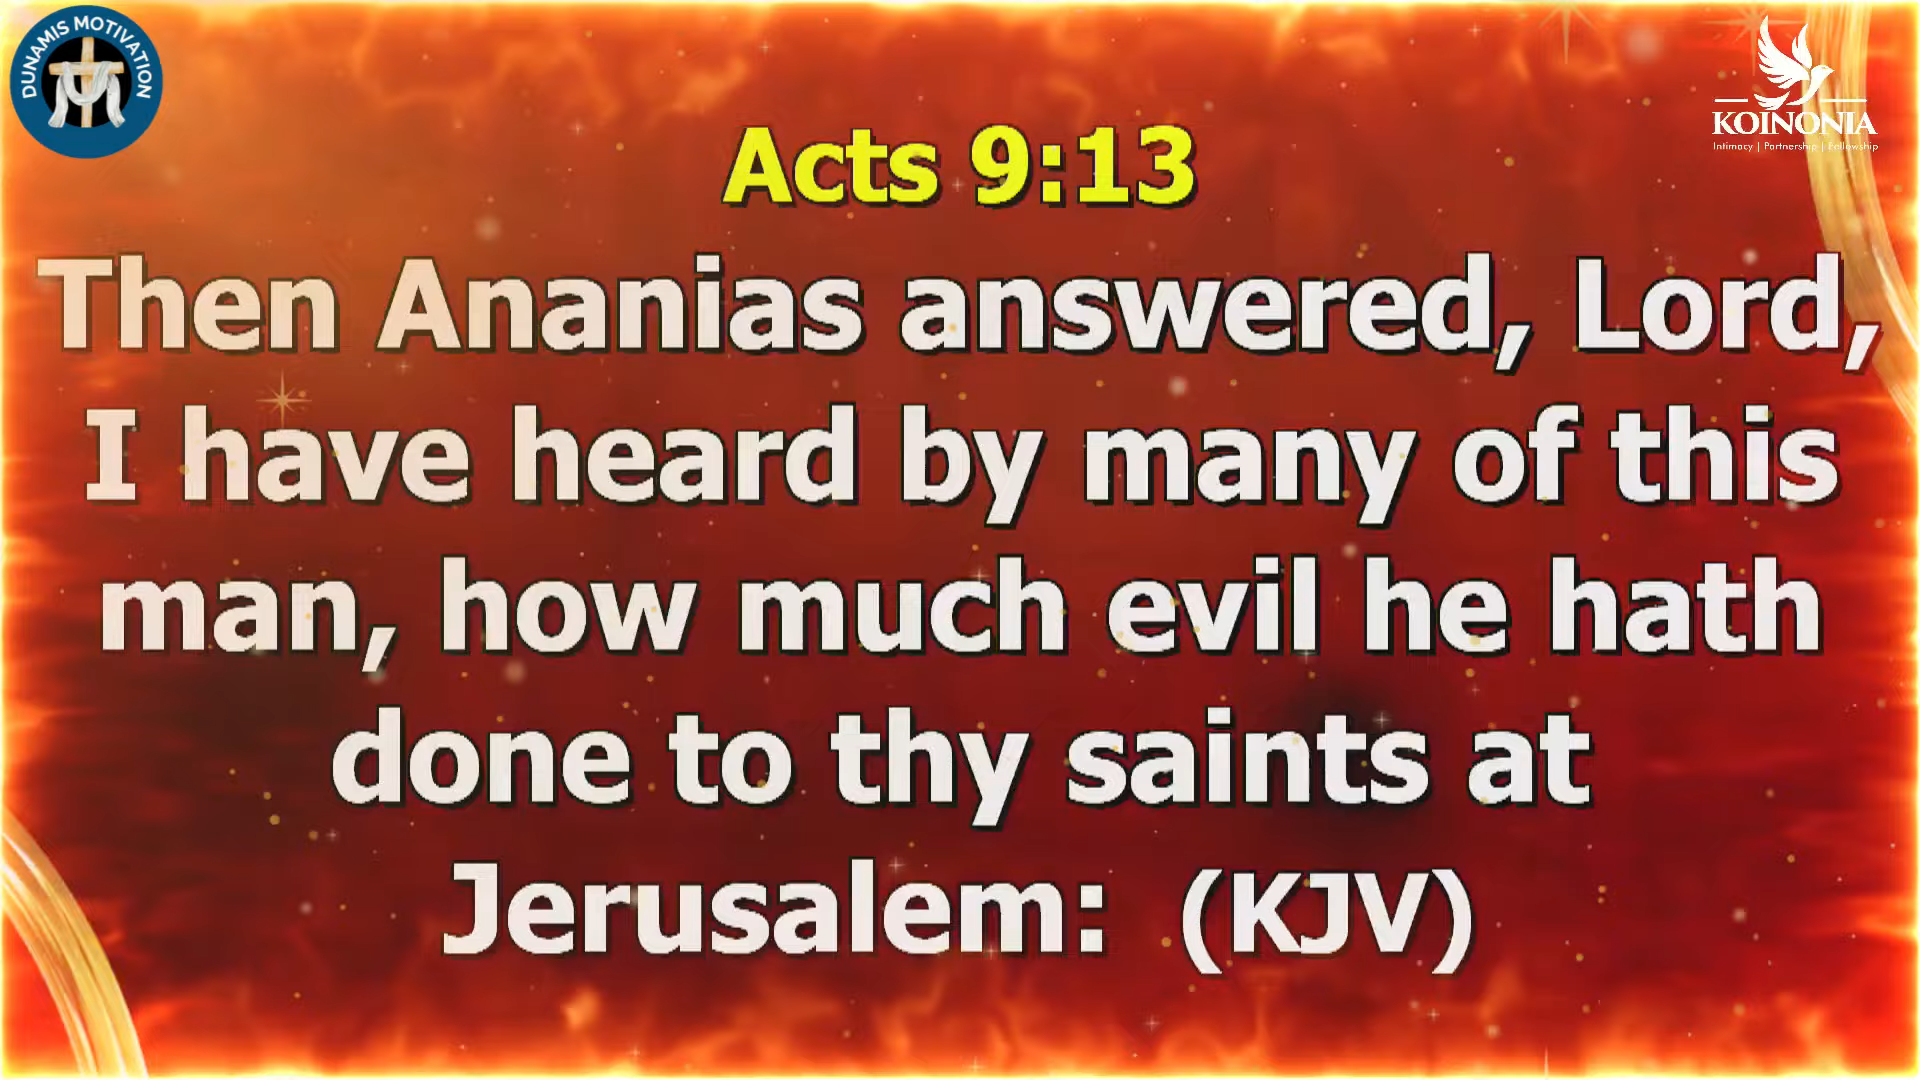 DUNAMIS MOTIVATION
KOINONIA
Intimacy | Partnership | Fellowship
Acts 9:13
Then Ananias answered, Lord,
I have heard by many of this
man, how much evil he hath
done to thy saints at
Jerusalem: (KJV)